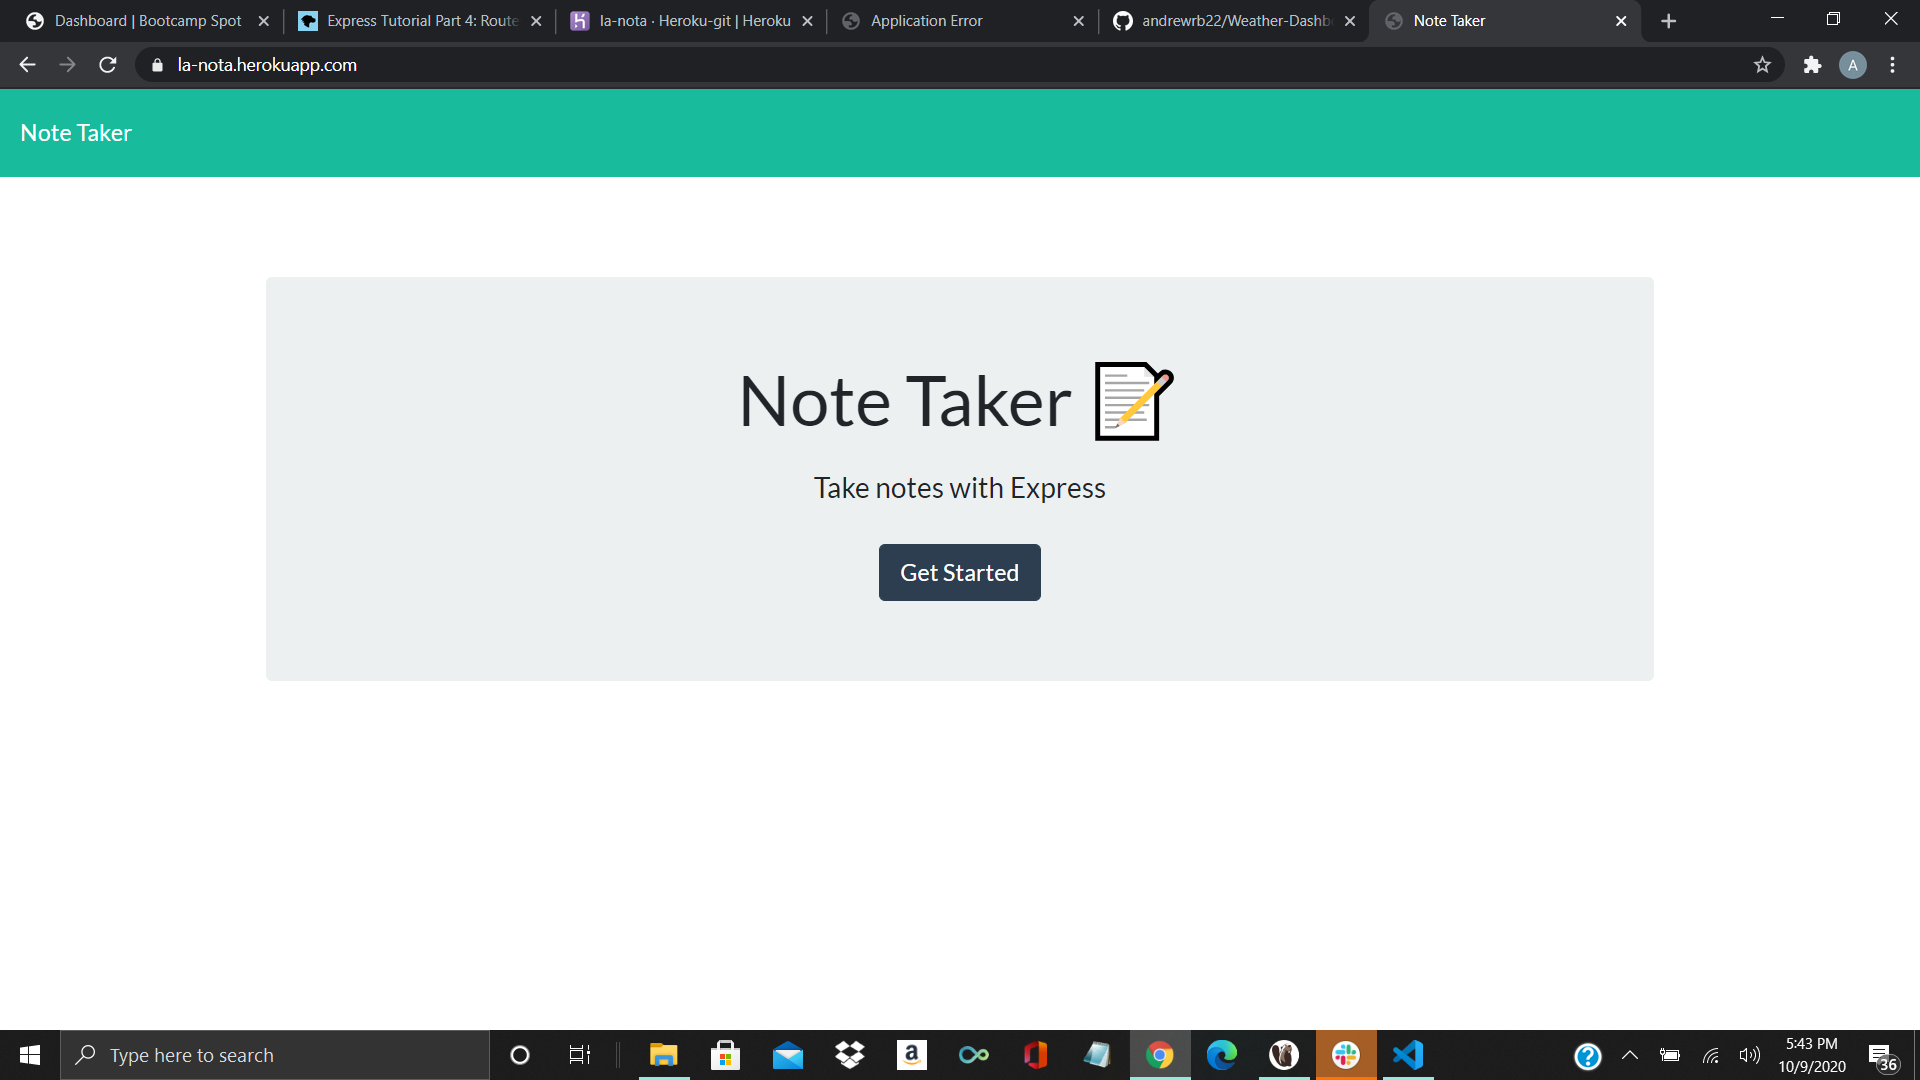 Dashboard | Bootcamp Spot
Express Tutorial Part 4: Route
la-nota · Heroku-git | Heroku
Application Error
andrewrb22/Weather-Dashb
Note Taker
la-nota.herokuapp.com
A
Note Taker
Note Taker
Take notes with Express
Get Started
Type here to search
5:43 PM
10/9/2020
36